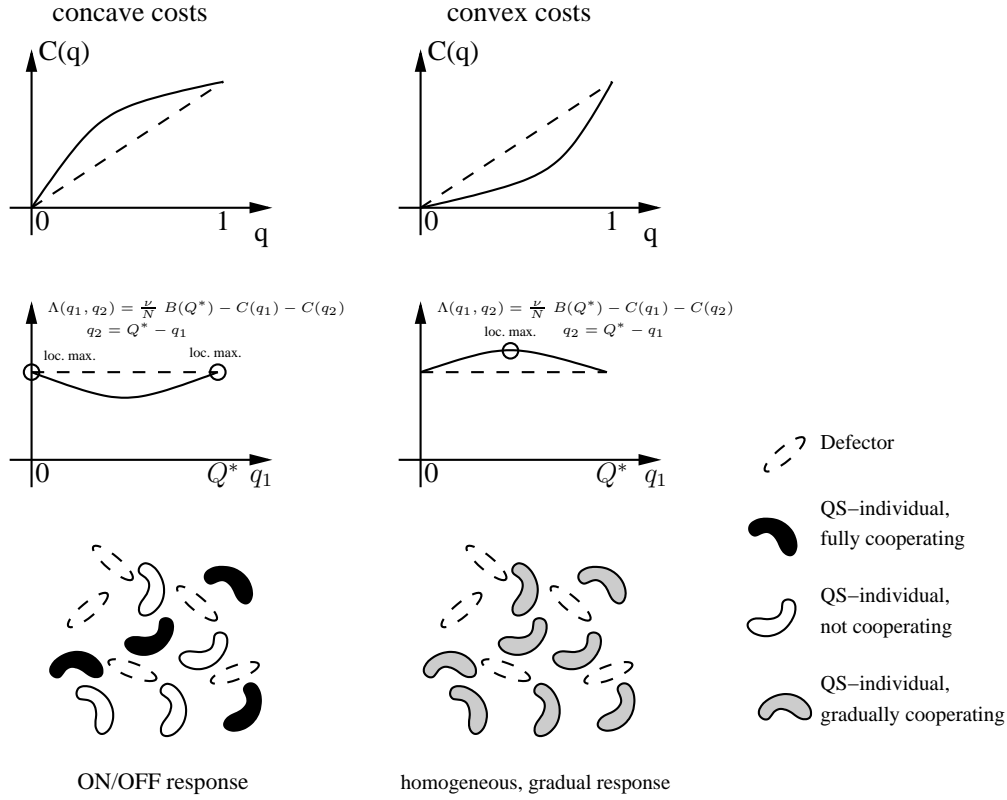 concave costs
C(q)
0
1
q
Λ(q₁, q₂) = ν/N B(Q*) − C(q₁) − C(q₂)
q₂ = Q* − q₁
loc. max.
loc. max.
0
Q* q₁
ON/OFF response
convex costs
C(q)
0
1
q
Λ(q₁, q₂) = ν/N B(Q*) − C(q₁) − C(q₂)
q₂ = Q* − q₁
loc. max.
0
Q* q₁
homogeneous, gradual response
Defector
QS−individual,
fully cooperating
QS−individual,
not cooperating
QS−individual,
gradually cooperating